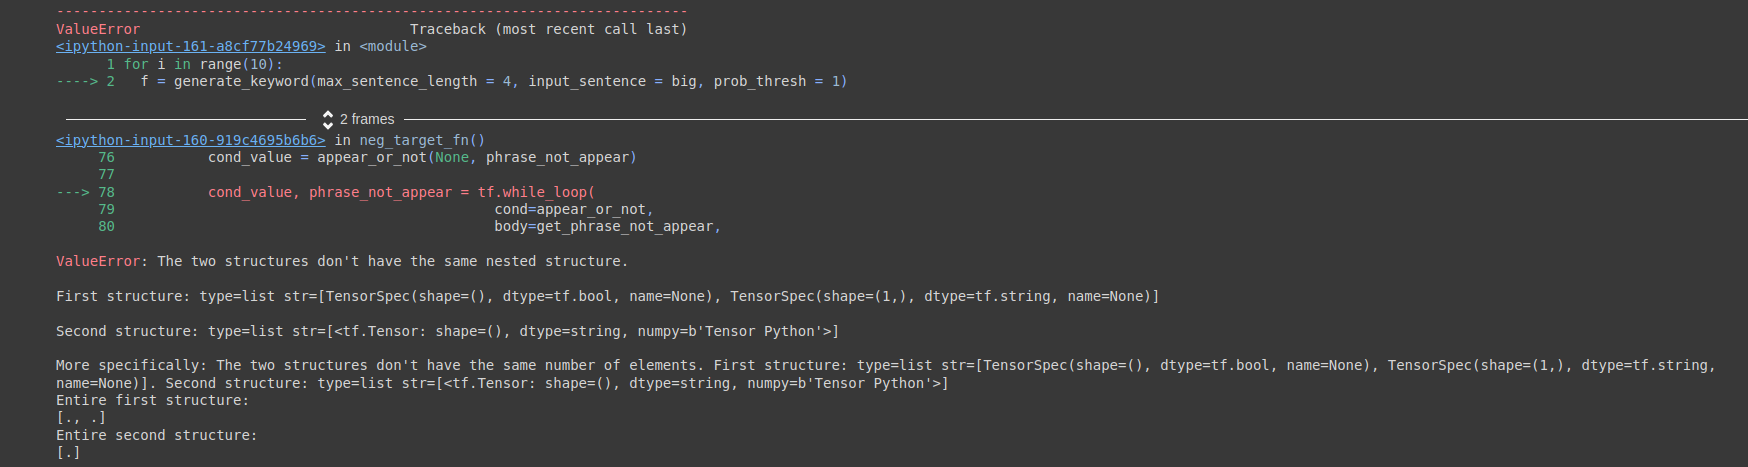 ---------------------------------------------------------------------------
ValueError                                Traceback (most recent call last)
<ipython-input-161-a8cf77b24969> in <module>
      1 for i in range(10):
----> 2   f = generate_keyword(max_sentence_length = 4, input_sentence = big, prob_thresh = 1)
2 frames
<ipython-input-160-919c4695b6b6> in neg_target_fn()
     76           cond_value = appear_or_not(None, phrase_not_appear)
     77
---> 78           cond_value, phrase_not_appear = tf.while_loop(
     79                                             cond=appear_or_not,
     80                                             body=get_phrase_not_appear,
ValueError: The two structures don't have the same nested structure.
First structure: type=list str=[TensorSpec(shape=(), dtype=tf.bool, name=None), TensorSpec(shape=(1,), dtype=tf.string, name=None)]
Second structure: type=list str=[<tf.Tensor: shape=(), dtype=string, numpy=b'Tensor Python'>]
More specifically: The two structures don't have the same number of elements. First structure: type=list str=[TensorSpec(shape=(), dtype=tf.bool, name=None), TensorSpec(shape=(1,), dtype=tf.string,
name=None)]. Second structure: type=list str=[<tf.Tensor: shape=(), dtype=string, numpy=b'Tensor Python'>]
Entire first structure:
[., .]
Entire second structure:
[.]